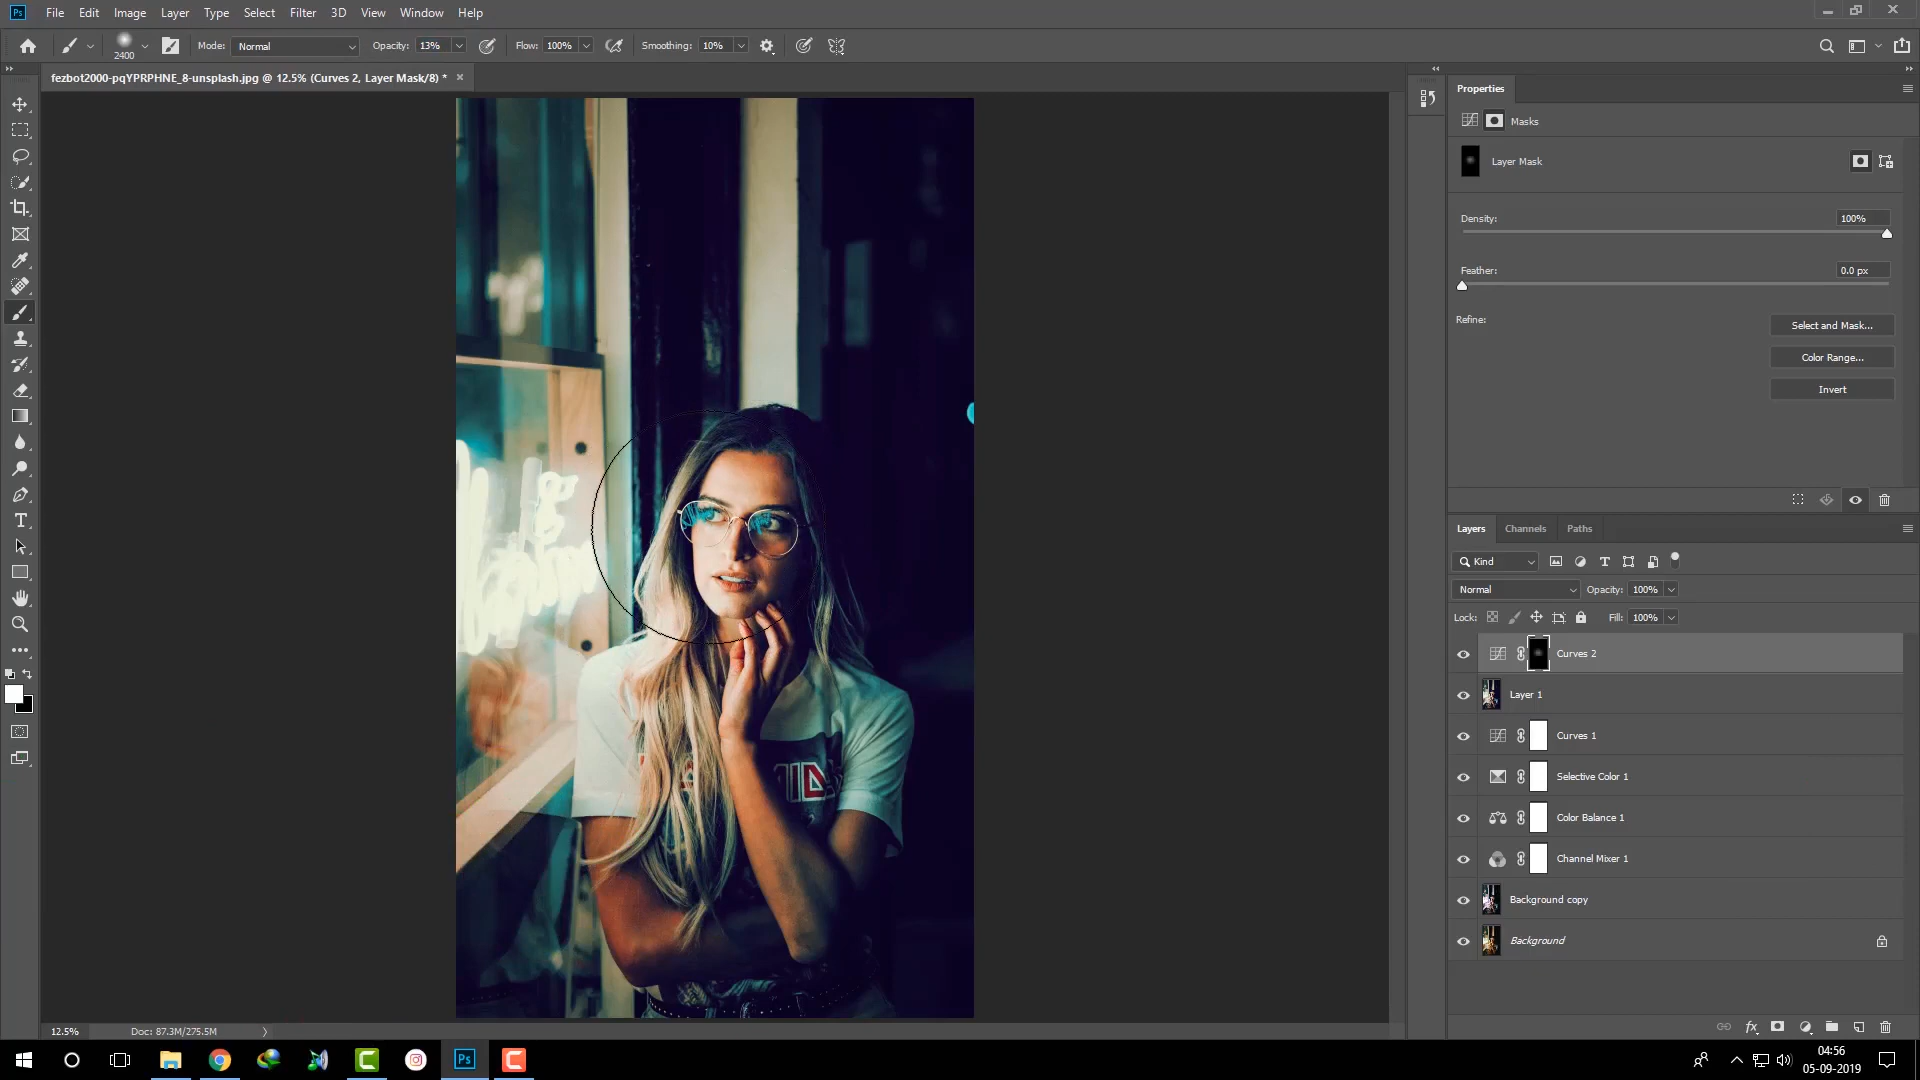 Ps File Edit Image Layer Type Select Filter 3D View Window Help
2400 Mode: Normal Opacity: 13% Flow: 100% Smoothing: 10%
fezbot2000-pqYPRPHNE_8-unsplash.jpg @ 12.5% (Curves 2, Layer Mask/8) *
Properties
Masks
Layer Mask
Density: 100%
Feather: 0.0 px
Refine:
Select and Mask...
Color Range...
Invert
Layers Channels Paths
Kind
Normal Opacity: 100%
Lock: Fill: 100%
Curves 2
Layer 1
Curves 1
Selective Color 1
Color Balance 1
Channel Mixer 1
Background copy
Background
12.5% Doc: 87.3M/275.5M
Ps
04:56
05-09-2019